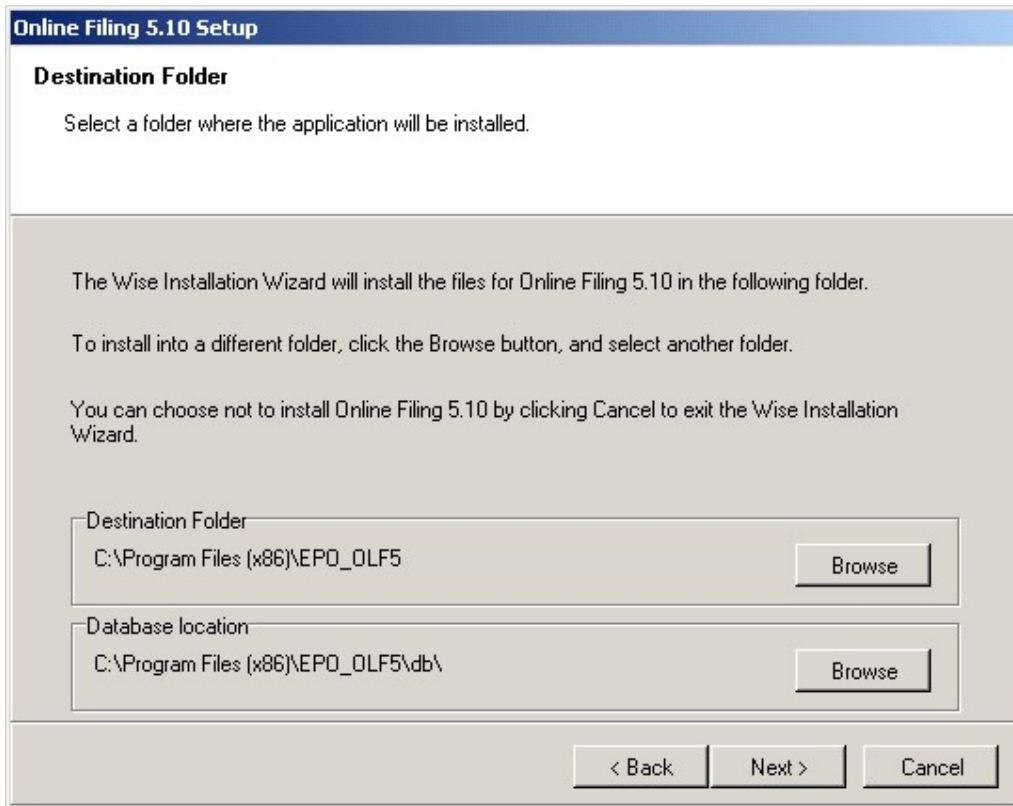 Online Filing 5.10 Setup
Destination Folder
Select a folder where the application will be installed.
The Wise Installation Wizard will install the files for Online Filing 5.10 in the following folder.
To install into a different folder, click the Browse button, and select another folder.
You can choose not to install Online Filing 5.10 by clicking Cancel to exit the Wise Installation
Wizard.
Destination Folder
C:\Program Files (x86)\EPO_OLF5
Browse
Database location
C:\Program Files (x86)\EPO_OLF5\db\
Browse
< Back Next > Cancel